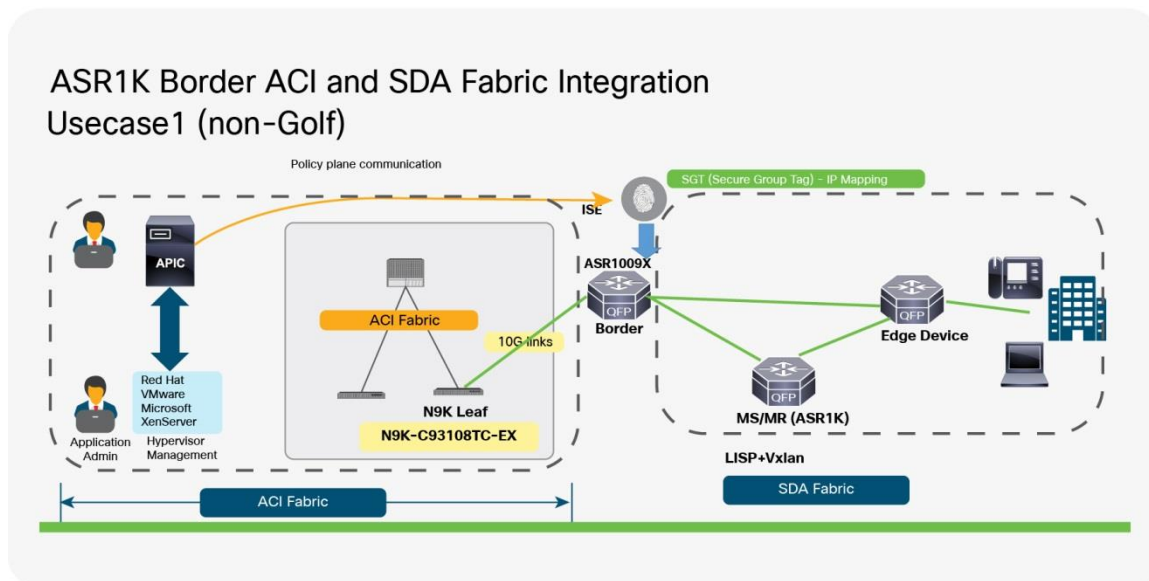 ASR1K Border ACI and SDA Fabric Integration
Usecase1 (non-Golf)
Policy plane communication
SGT (Secure Group Tag) - IP Mapping
ISE
APIC
ASR1009X
QFP
Border
ACI Fabric
10G links
QFP
Edge Device
Red Hat
VMware
Microsoft
XenServer
N9K Leaf
N9K-C93108TC-EX
QFP
MS/MR (ASR1K)
Application
Admin
Hypervisor
Management
LISP+Vxlan
ACI Fabric
SDA Fabric